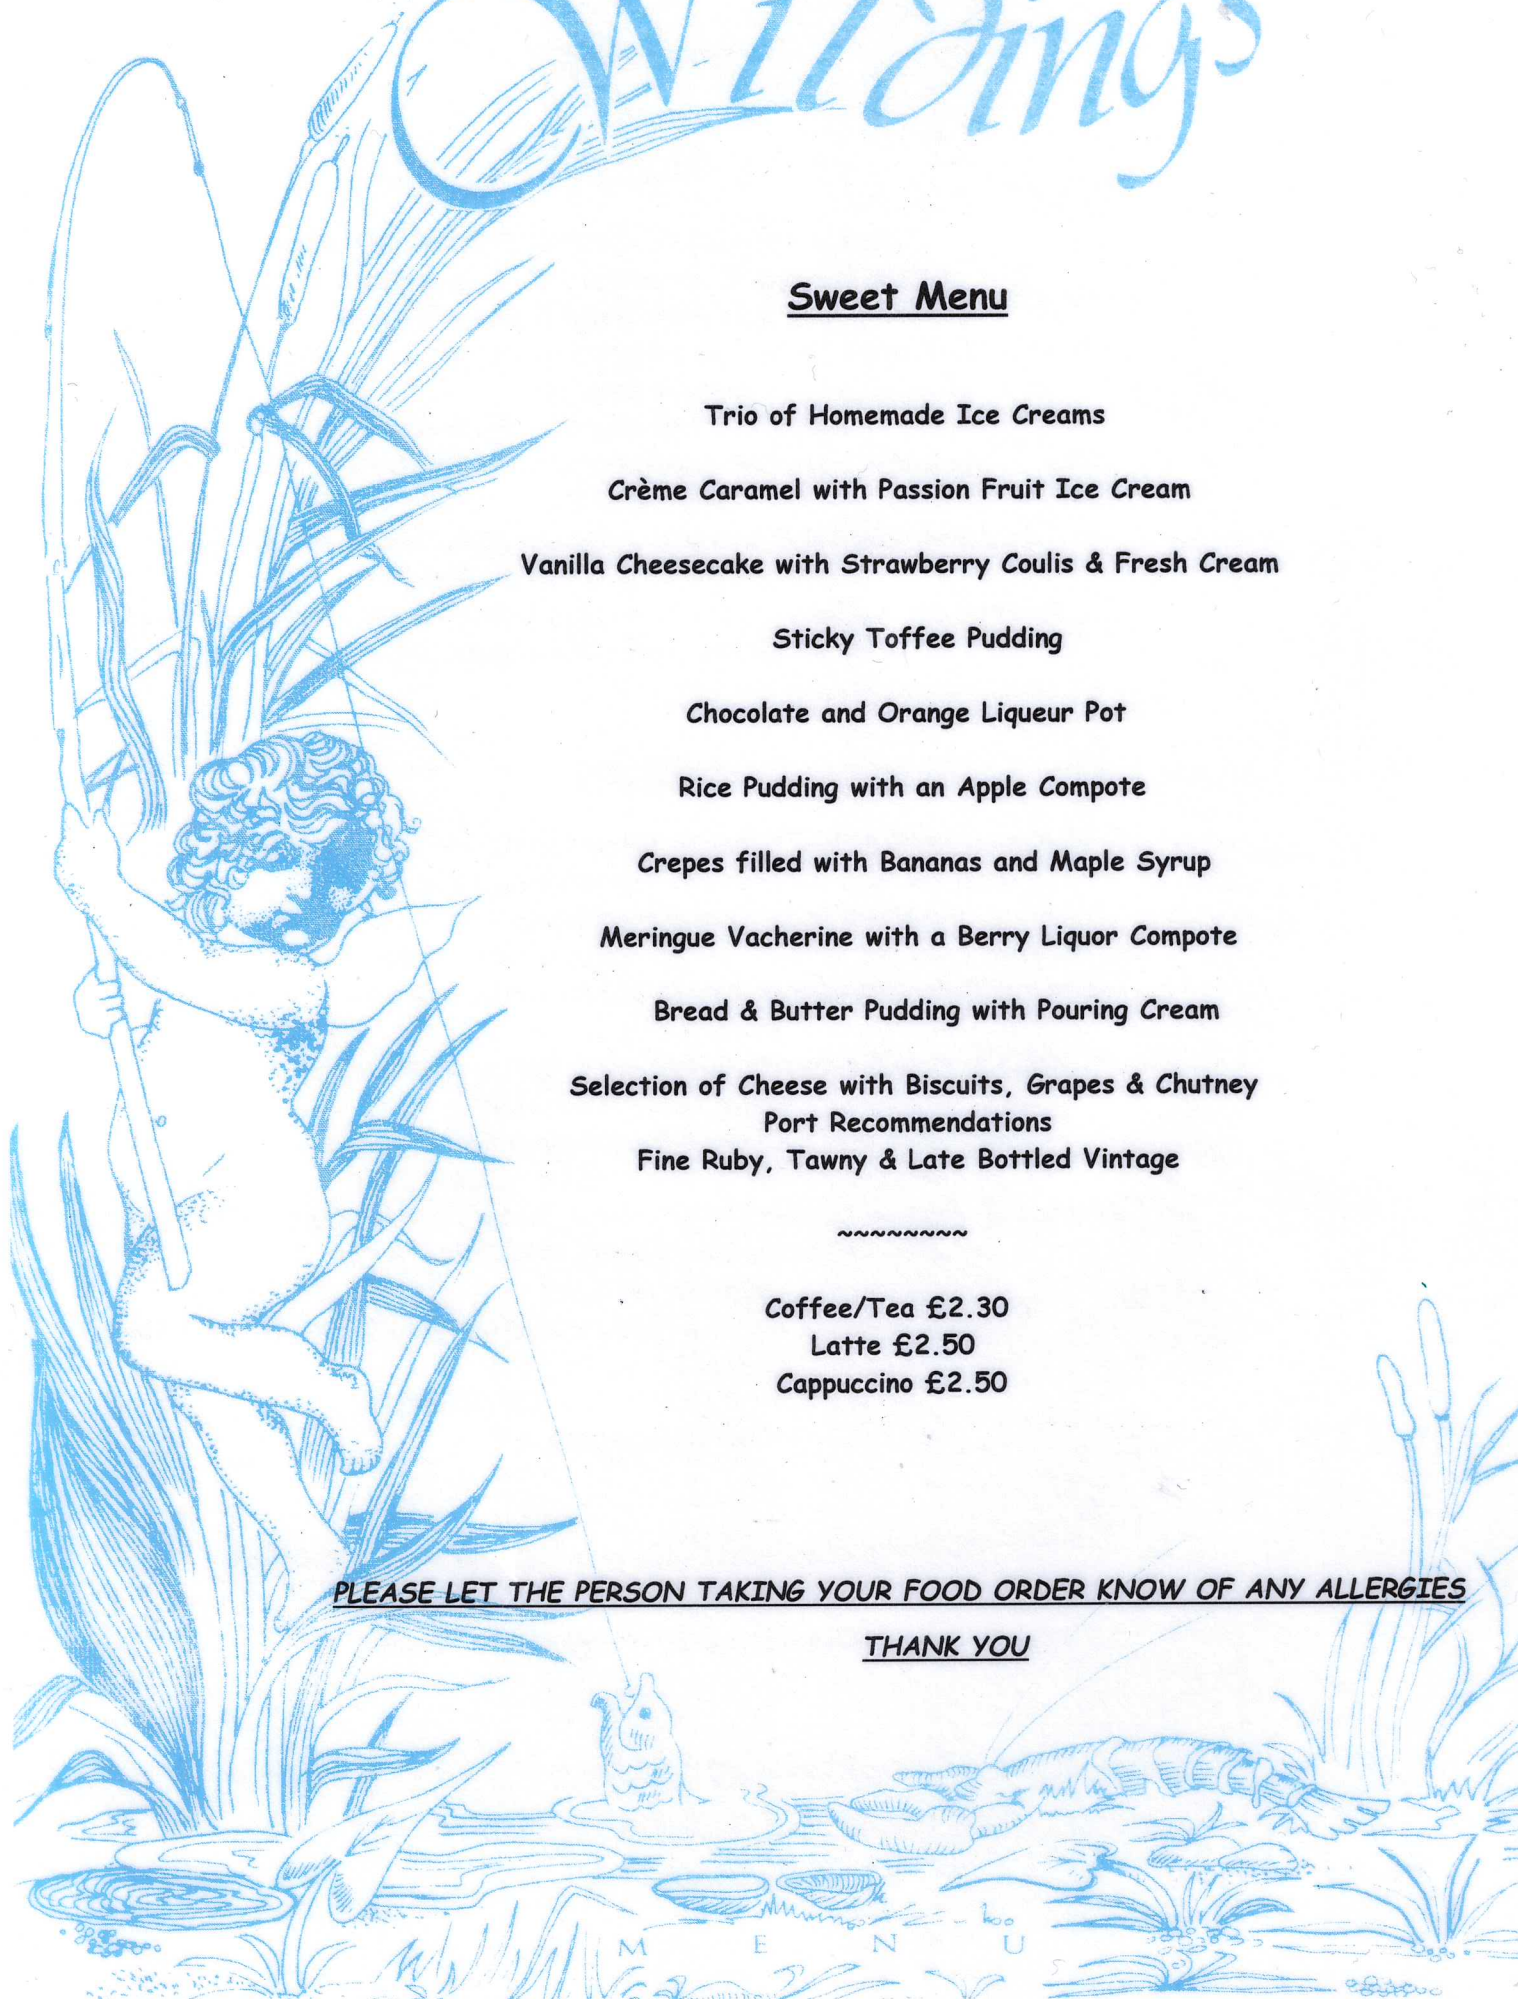 Wildings
Sweet Menu
Trio of Homemade Ice Creams
Crème Caramel with Passion Fruit Ice Cream
Vanilla Cheesecake with Strawberry Coulis & Fresh Cream
Sticky Toffee Pudding
Chocolate and Orange Liqueur Pot
Rice Pudding with an Apple Compote
Crepes filled with Bananas and Maple Syrup
Meringue Vacherine with a Berry Liquor Compote
Bread & Butter Pudding with Pouring Cream
Selection of Cheese with Biscuits, Grapes & Chutney
Port Recommendations
Fine Ruby, Tawny & Late Bottled Vintage
~~~~~~~~
Coffee/Tea £2.30
Latte £2.50
Cappuccino £2.50
PLEASE LET THE PERSON TAKING YOUR FOOD ORDER KNOW OF ANY ALLERGIES
THANK YOU
MENU